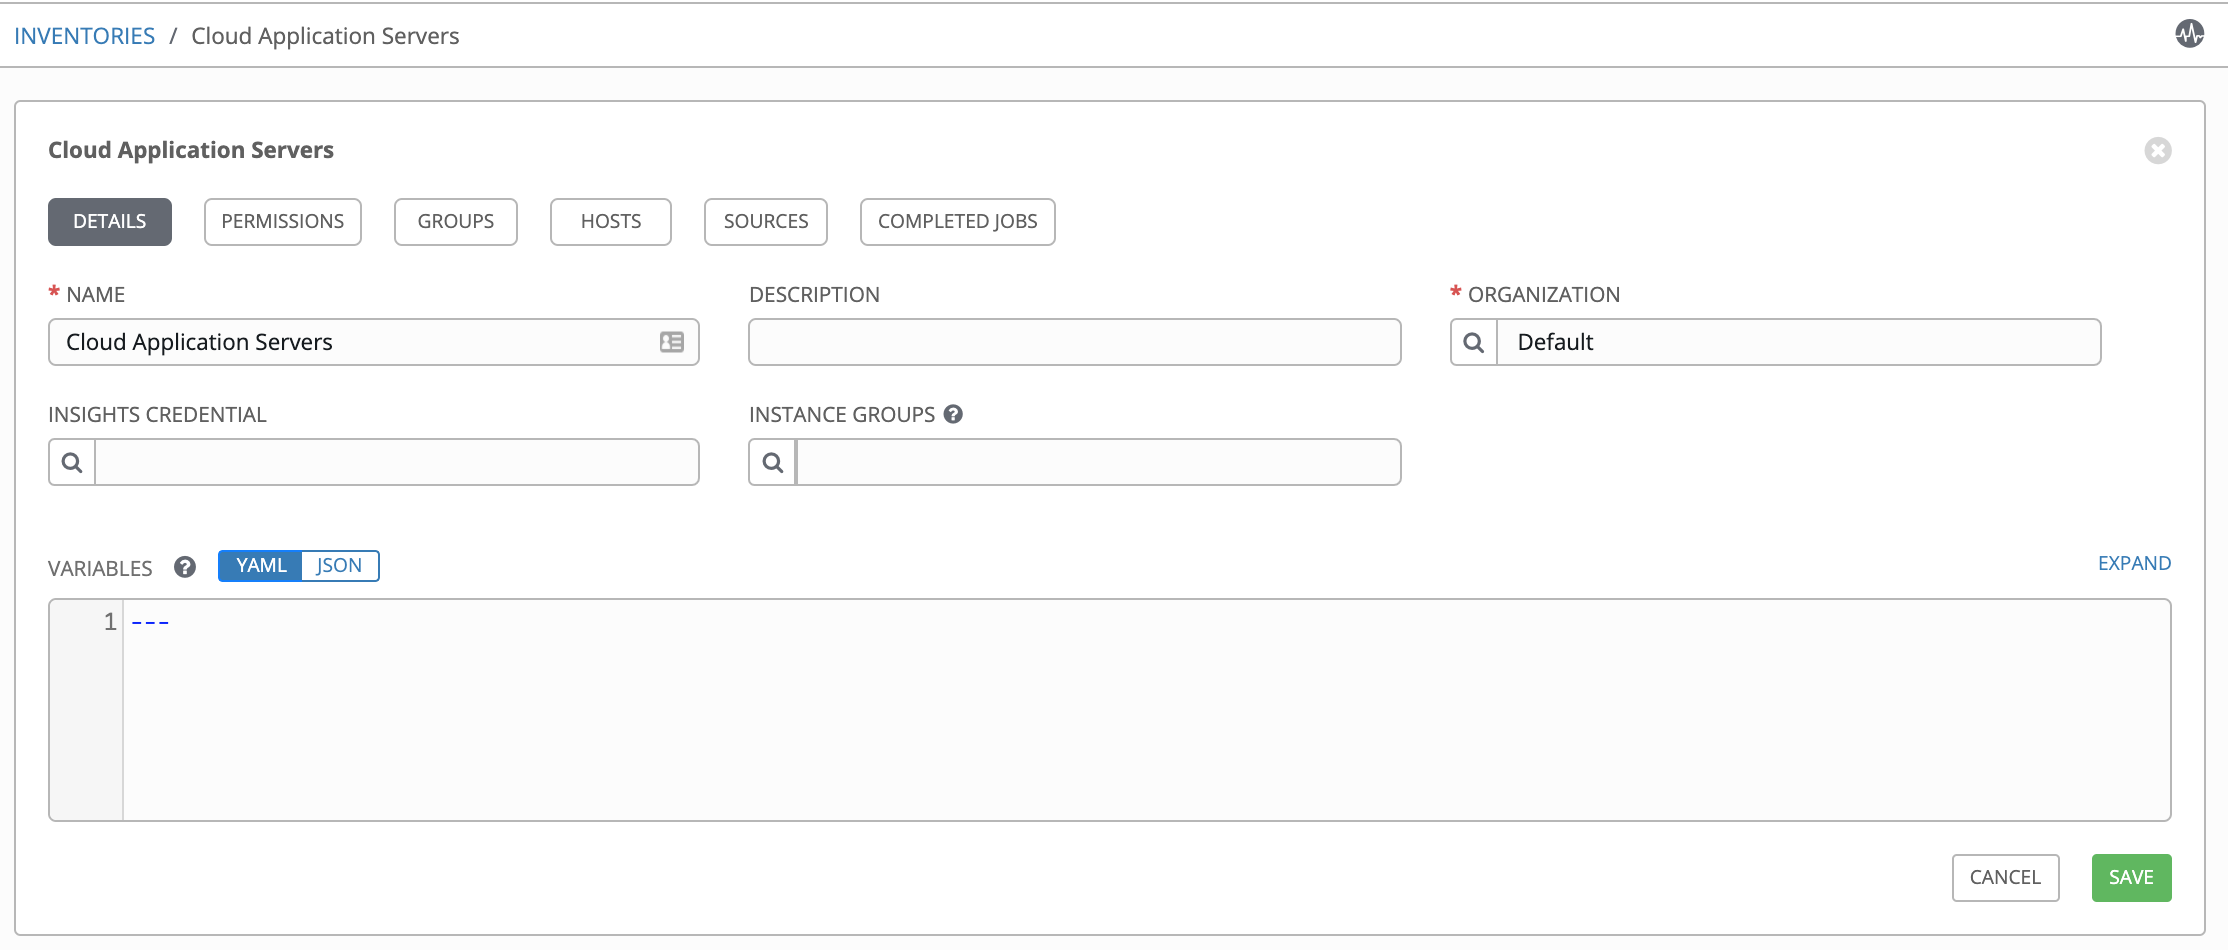 INVENTORIES / Cloud Application Servers
Cloud Application Servers
DETAILS PERMISSIONS GROUPS HOSTS SOURCES COMPLETED JOBS
* NAME DESCRIPTION * ORGANIZATION
Cloud Application Servers Default
INSIGHTS CREDENTIAL INSTANCE GROUPS ?
VARIABLES ? YAML JSON EXPAND
1 ---
CANCEL SAVE